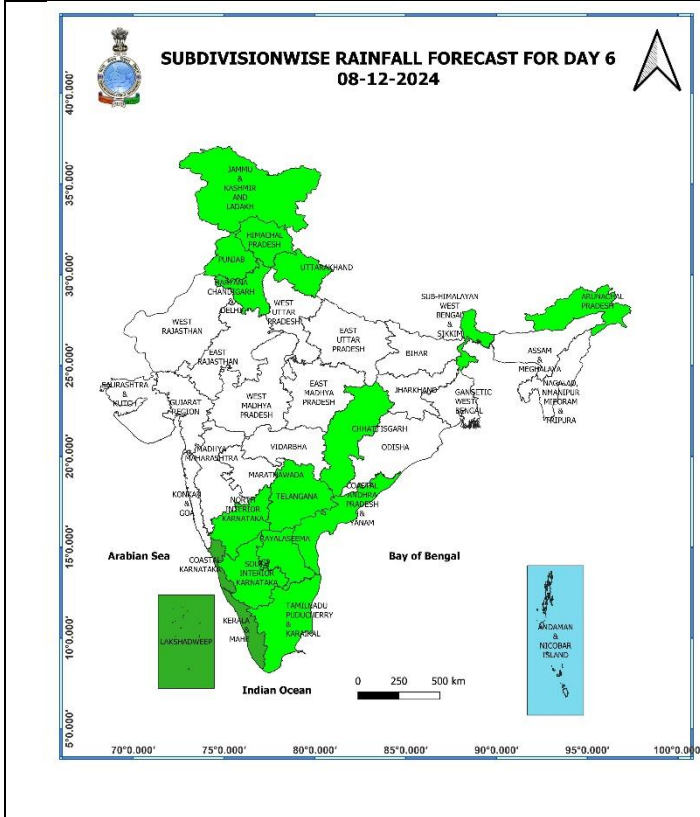 SUBDIVISIONWISE RAINFALL FORECAST FOR DAY 6
08-12-2024
40°0.000'
35°0.000'
30°0.000'
25°0.000'
20°0.000'
15°0.000'
10°0.000'
5°0.000'
JAMMU
&
KASHMIR
AND
LADAKH
HIMACHAL
PRADESH
PUNJAB
UTTARAKHAND
CHANDIGARH
&
DELHI
WEST
UTTAR
PRADESH
SUB-HIMALAYAN
WEST
BENGAL
&
SIKKIM
ARUNACHAL
PRADESH
WEST
RAJASTHAN
EAST
RAJASTHAN
EAST
UTTAR
PRADESH
BIHAR
ASSAM
&
MEGHALAYA
SAURASHTRA
&
KUTCH
GUJARAT
REGION
WEST
MADHYA
PRADESH
EAST
MADHYA
PRADESH
JHARKHAND
GANGETIC
WEST
BENGAL
NAGALAD,
MIZORAM
&
TRIPURA
CHHATTISGARH
ODISHA
MADHYA
MAHARASHTRA
VIDARBHA
MARATHAWADA
KONKAN
&
GOA
NORTH
INTERIOR
KARNATAKA
TELANGANA
COASTAL
ANDHRA
PRADESH
&
YANAM
RAYALASEEMA
Arabian Sea
Bay of Bengal
COASTAL
KARNATAKA
SOUTH
INTERIOR
KARNATAKA
KERALA
&
MAHE
TAMILNADU
PUDUCHERRY
&
KARAIKAL
LAKSHADWEEP
ANDAMAN
&
NICOBAR
ISLAND
Indian Ocean
0 250 500 km
70°0.000' 75°0.000' 80°0.000' 85°0.000' 90°0.000' 95°0.000' 100°0.000'